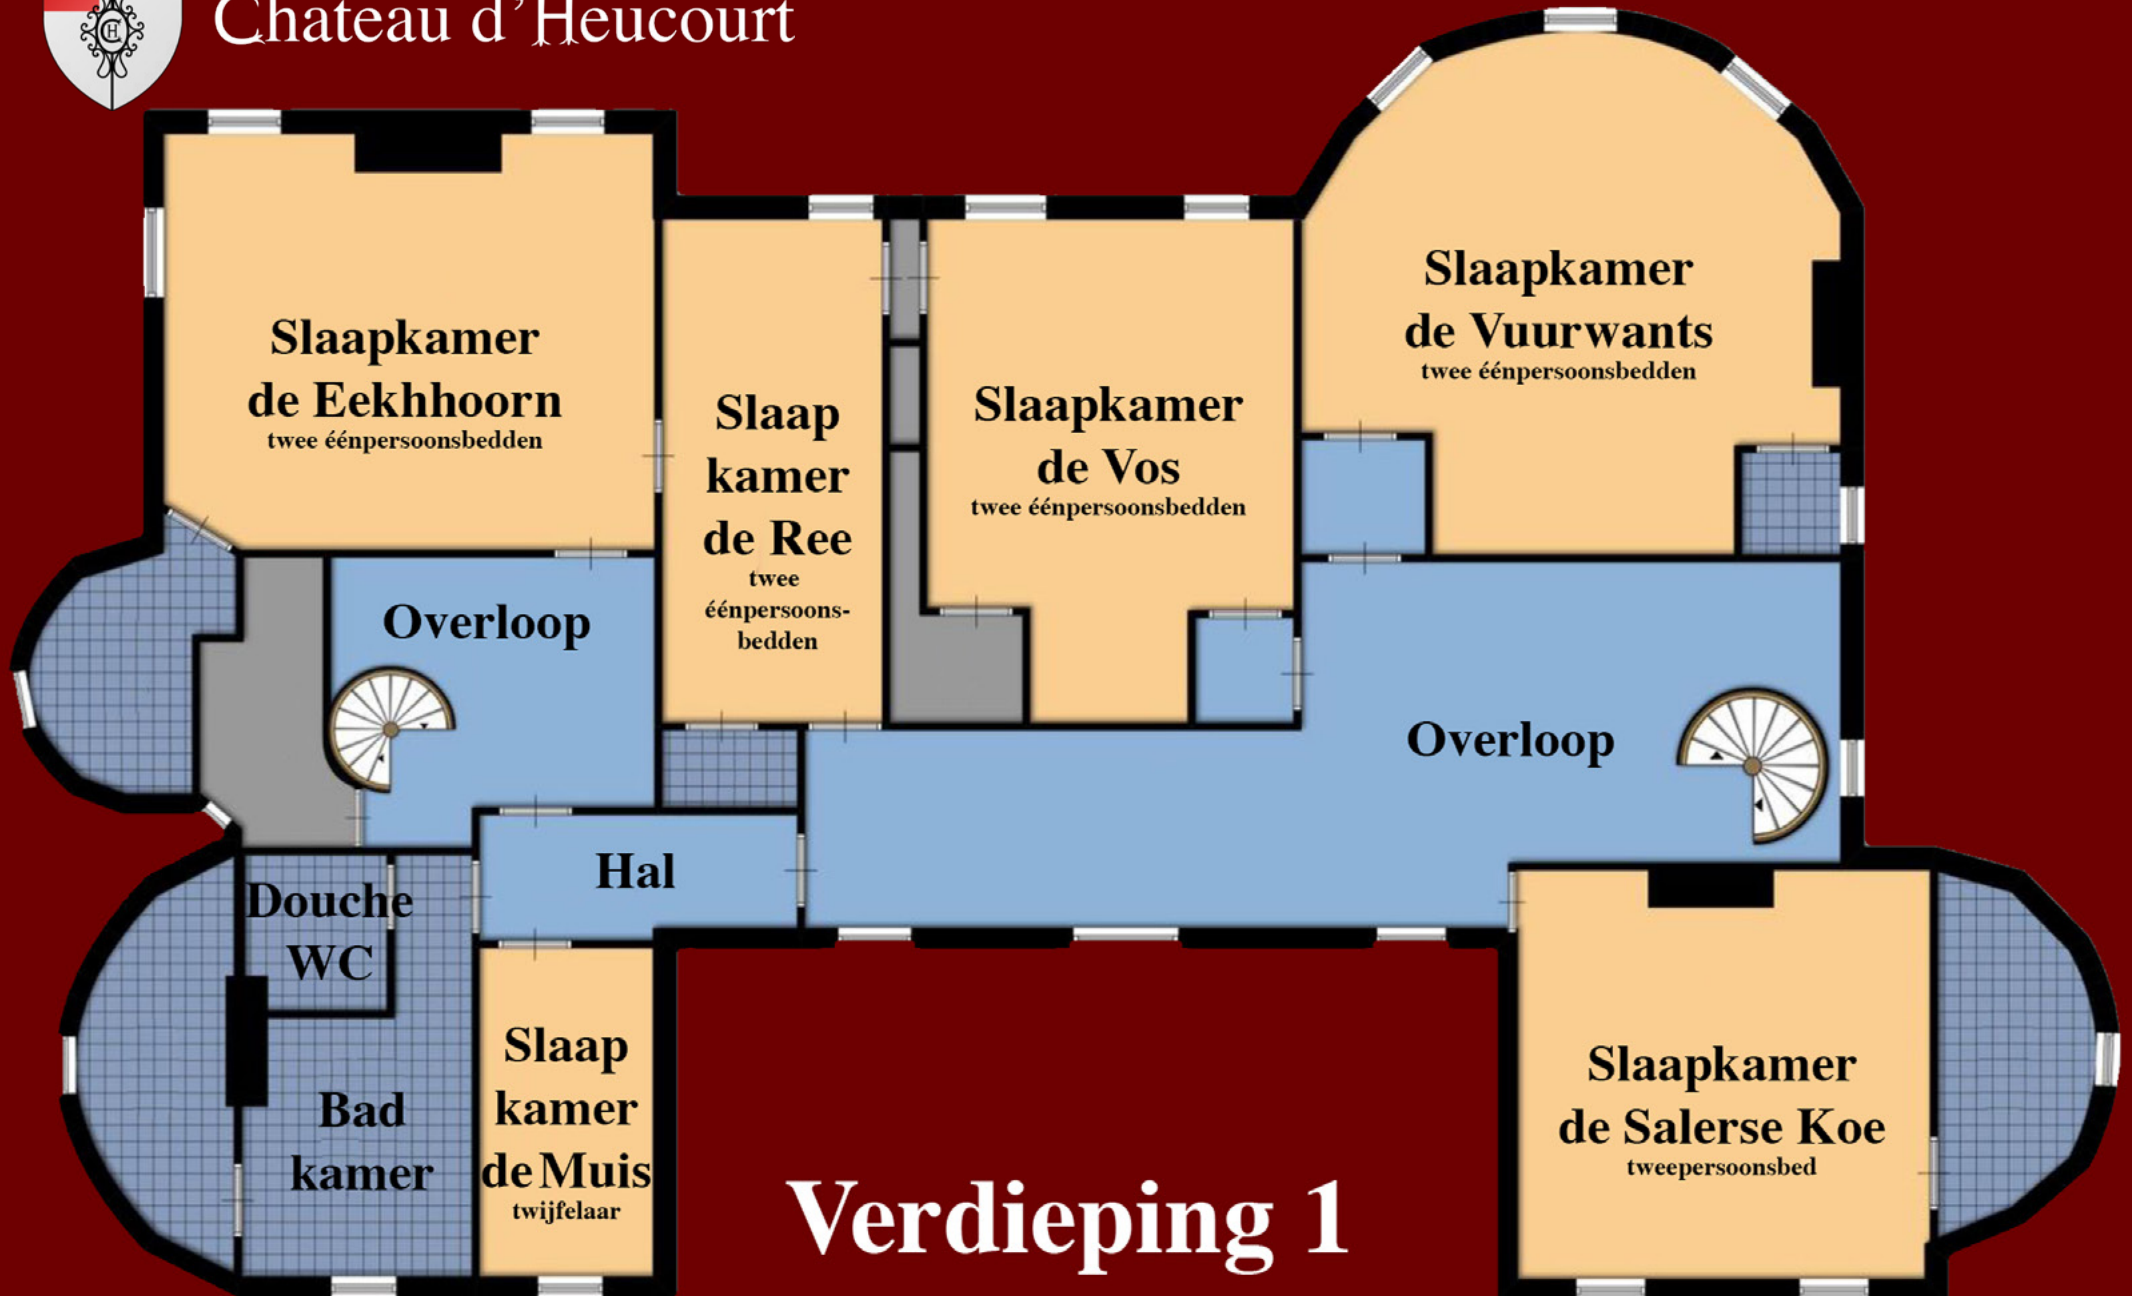 Chateau d'Heucourt
Slaapkamer
de Eekhhoorn
twee éénpersoonsbedden
Slaap
kamer
de Ree
twee
éénpersoons-
bedden
Slaapkamer
de Vos
twee éénpersoonsbedden
Slaapkamer
de Vuurwants
twee éénpersoonsbedden
Overloop
Overloop
Hal
Douche
WC
Bad
kamer
Slaap
kamer
de Muis
twijfelaar
Slaapkamer
de Salerse Koe
tweepersoonsbed
Verdieping 1